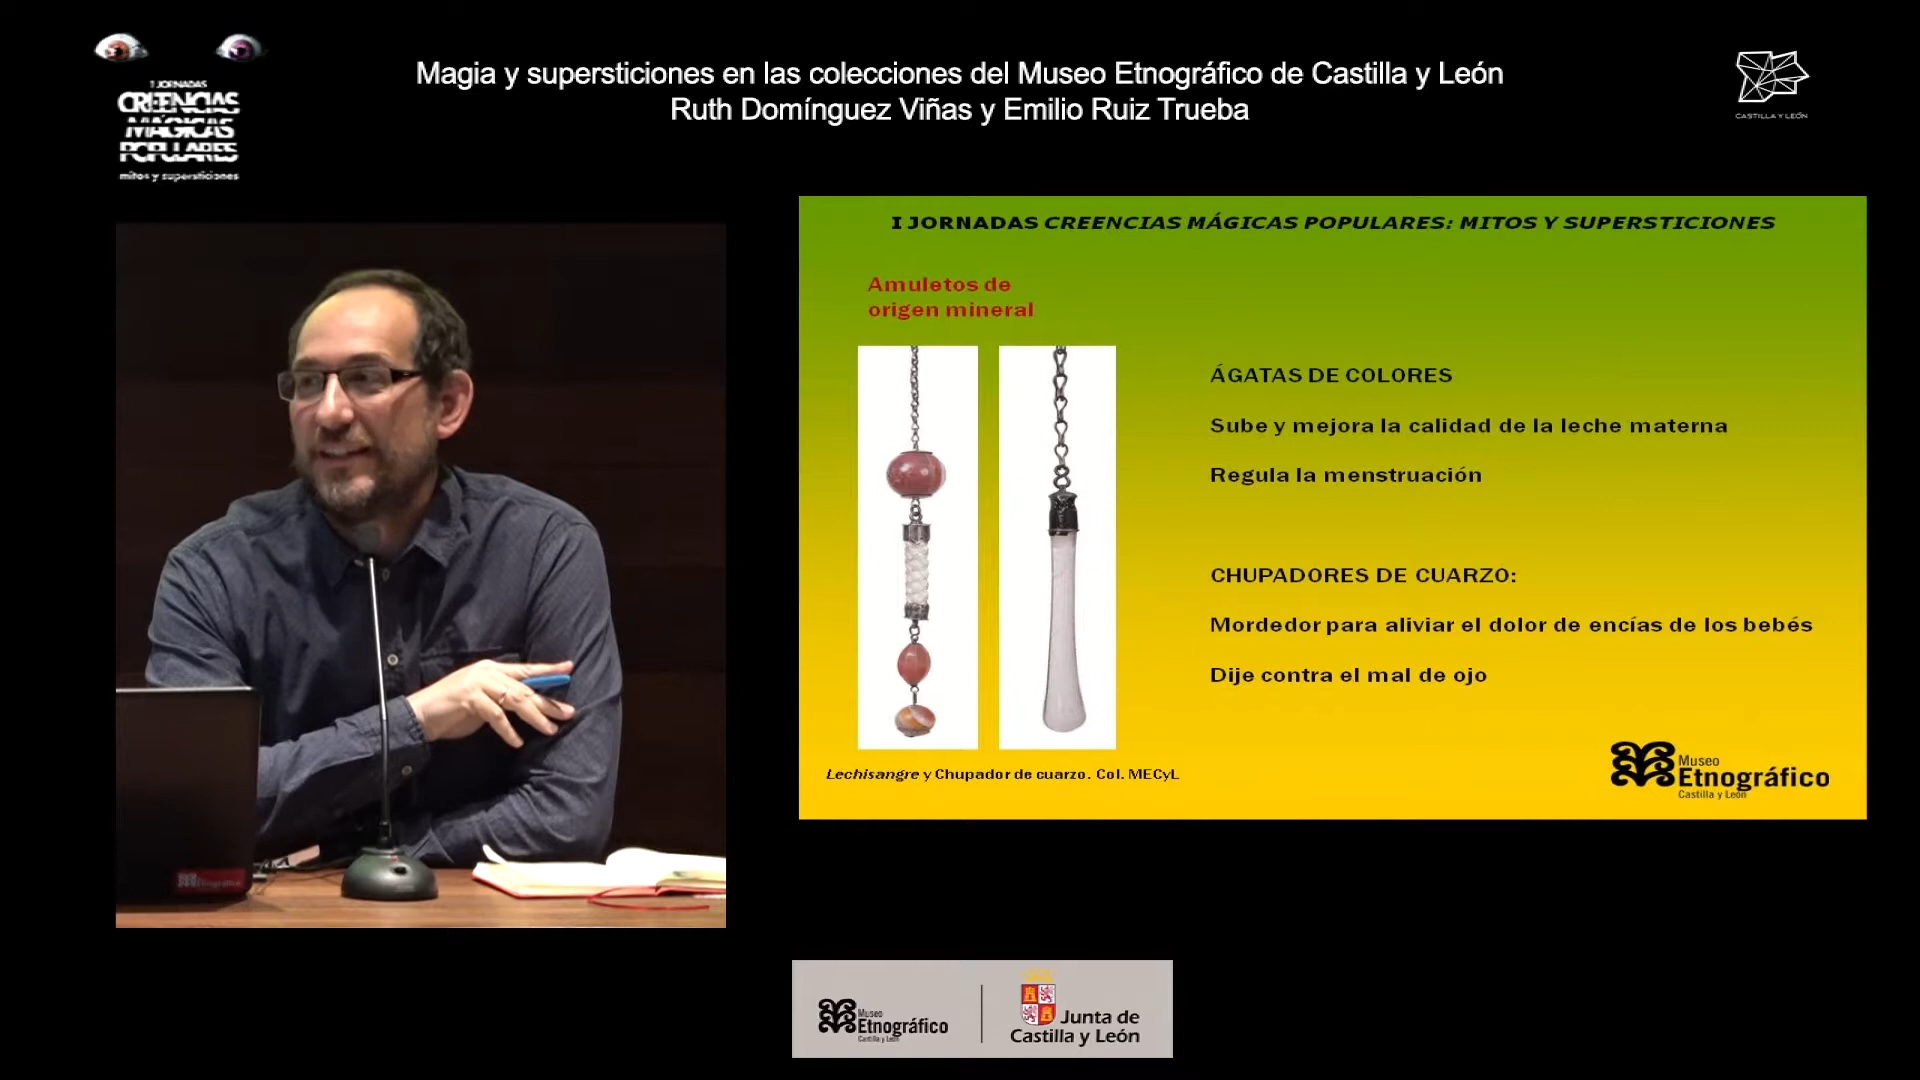 I JORNADAS
CREENCIAS
MÁGICAS
POPULARES
mitos y supersticiones
Magia y supersticiones en las colecciones del Museo Etnográfico de Castilla y León
Ruth Domínguez Viñas y Emilio Ruiz Trueba
CASTILLA Y LEÓN
I JORNADAS CREENCIAS MÁGICAS POPULARES: MITOS Y SUPERSTICIONES
Amuletos de
origen mineral
ÁGATAS DE COLORES
Sube y mejora la calidad de la leche materna
Regula la menstruación
CHUPADORES DE CUARZO:
Mordedor para aliviar el dolor de encías de los bebés
Dije contra el mal de ojo
Lechisangre y Chupador de cuarzo. Col. MECyL
Museo
Etnográfico
Castilla y León
Etnográfico
Museo
Etnográfico
Castilla y León
Junta de
Castilla y León